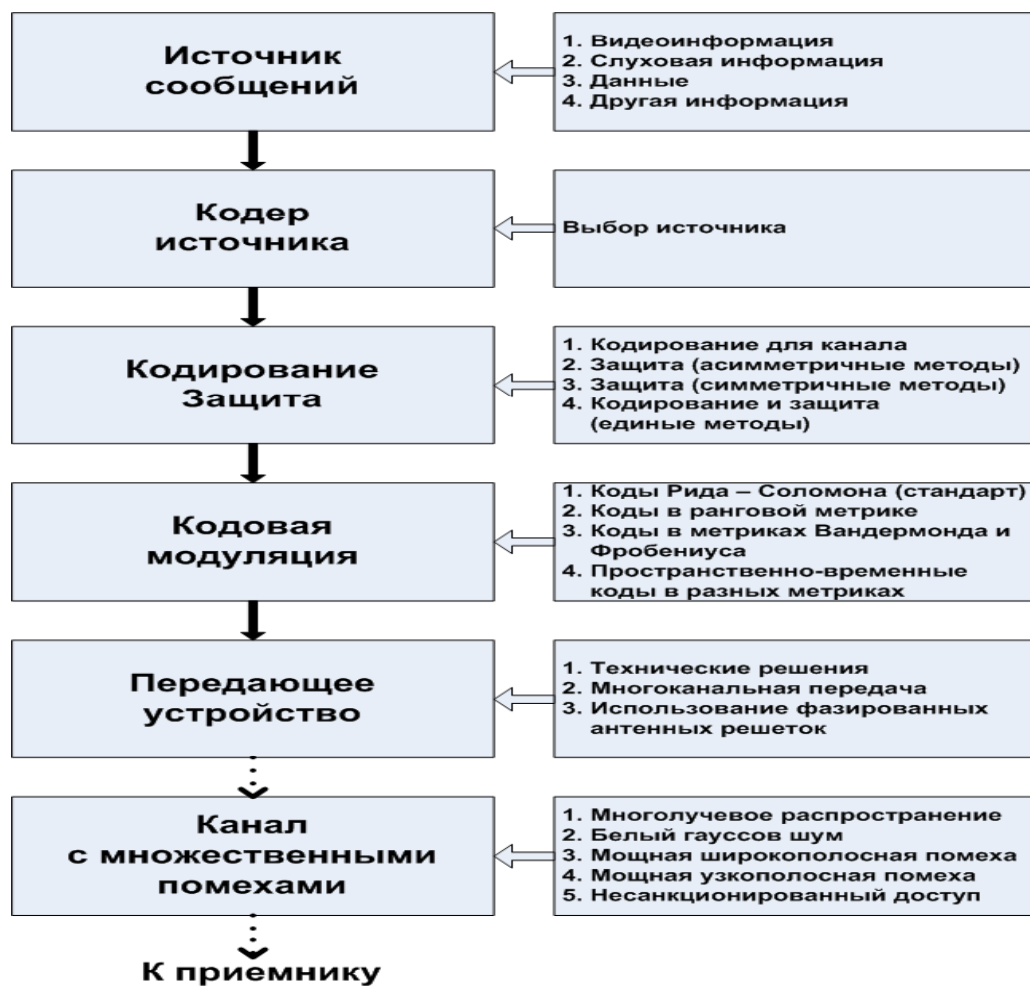 Источник
сообщений
1. Видеоинформация
2. Слуховая информация
3. Данные
4. Другая информация
Кодер
источника
Выбор источника
Кодирование
Защита
1. Кодирование для канала
2. Защита (асимметричные методы)
3. Защита (симметричные методы)
4. Кодирование и защита
(единые методы)
Кодовая
модуляция
1. Коды Рида – Соломона (стандарт)
2. Коды в ранговой метрике
3. Коды в метриках Вандермонда и
Фробениуса
4. Пространственно-временные
коды в разных метриках
Передающее
устройство
1. Технические решения
2. Многоканальная передача
3. Использование фазированных
антенных решеток
Канал
с множественными
помехами
1. Многолучевое распространение
2. Белый гауссов шум
3. Мощная широкополосная помеха
4. Мощная узкополосная помеха
5. Несанкционированный доступ
К приемнику